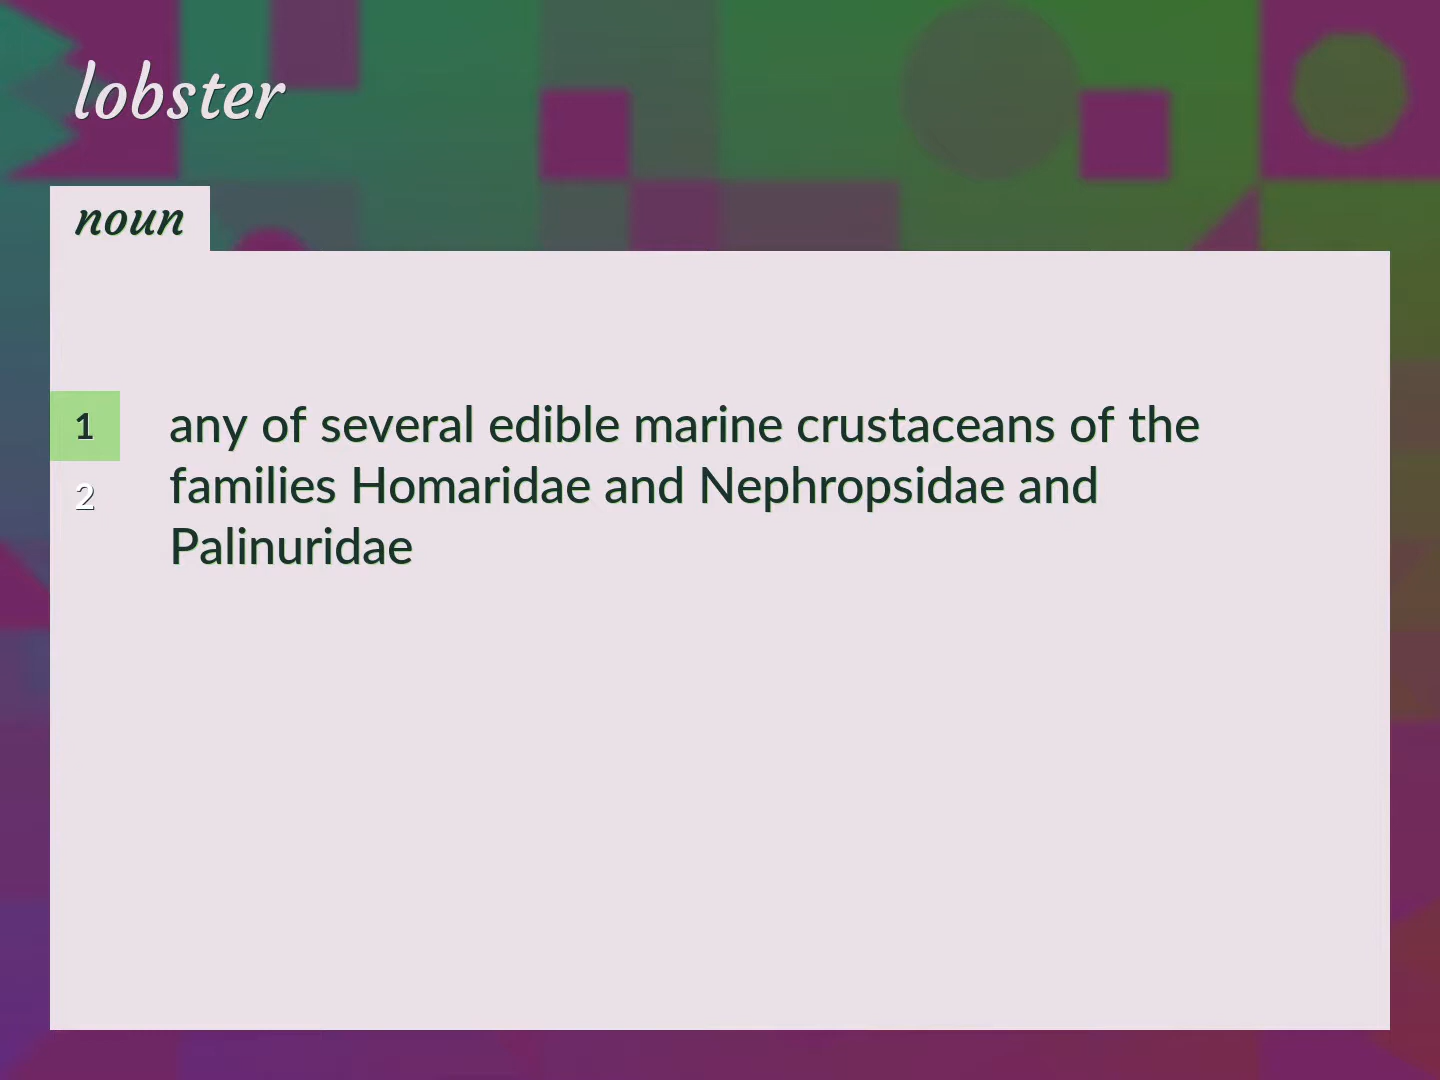 lobster
noun
1
any of several edible marine crustaceans of the
families Homaridae and Nephropsidae and
2
Palinuridae